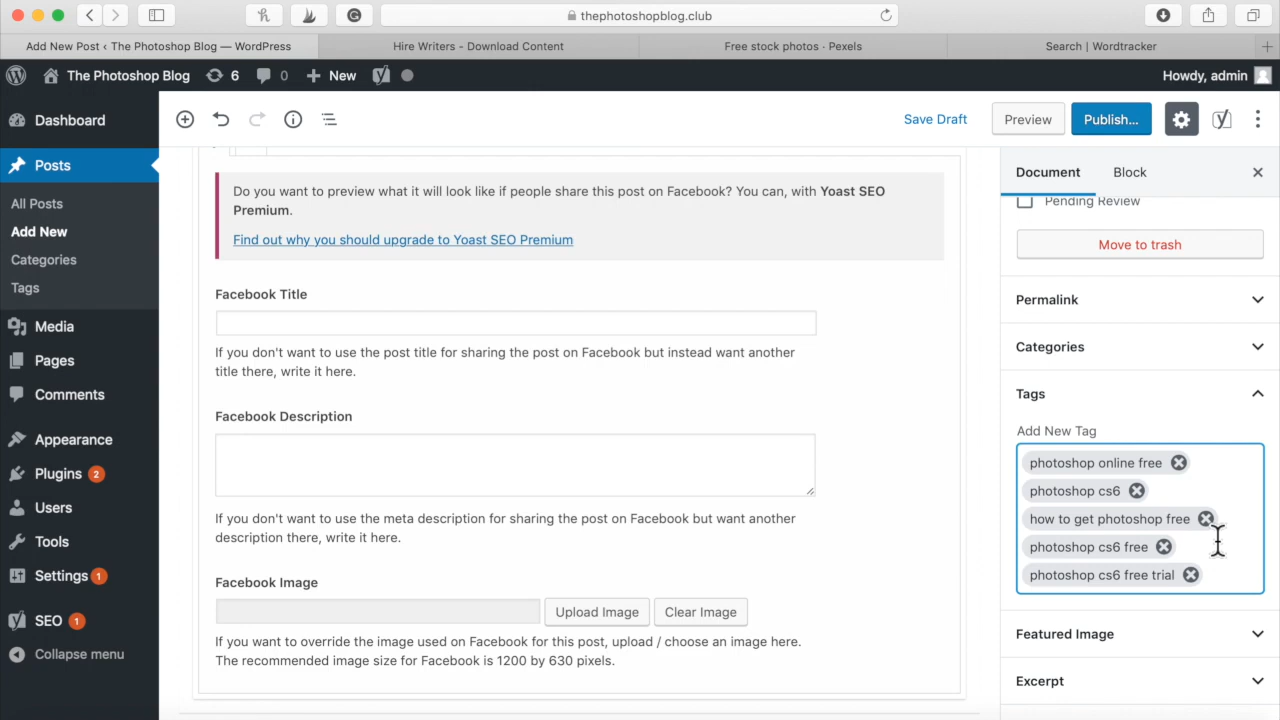 thephotoshopblog.club
Add New Post ‹ The Photoshop Blog — WordPress
Hire Writers - Download Content
Free stock photos · Pexels
Search | Wordtracker
The Photoshop Blog
6
0
New
Howdy, admin
Dashboard
Posts
All Posts
Add New
Categories
Tags
Media
Pages
Comments
Appearance
Plugins 2
Users
Tools
Settings 1
SEO 1
Collapse menu
Save Draft
Preview
Publish...
Do you want to preview what it will look like if people share this post on Facebook? You can, with Yoast SEO
Premium.
Find out why you should upgrade to Yoast SEO Premium
Facebook Title
If you don't want to use the post title for sharing the post on Facebook but instead want another
title there, write it here.
Facebook Description
If you don't want to use the meta description for sharing the post on Facebook but want another
description there, write it here.
Facebook Image
Upload Image
Clear Image
If you want to override the image used on Facebook for this post, upload / choose an image here.
The recommended image size for Facebook is 1200 by 630 pixels.
Document
Block
Pending Review
Move to trash
Permalink
Categories
Tags
Add New Tag
photoshop online free
photoshop cs6
how to get photoshop free
photoshop cs6 free
photoshop cs6 free trial
Featured Image
Excerpt